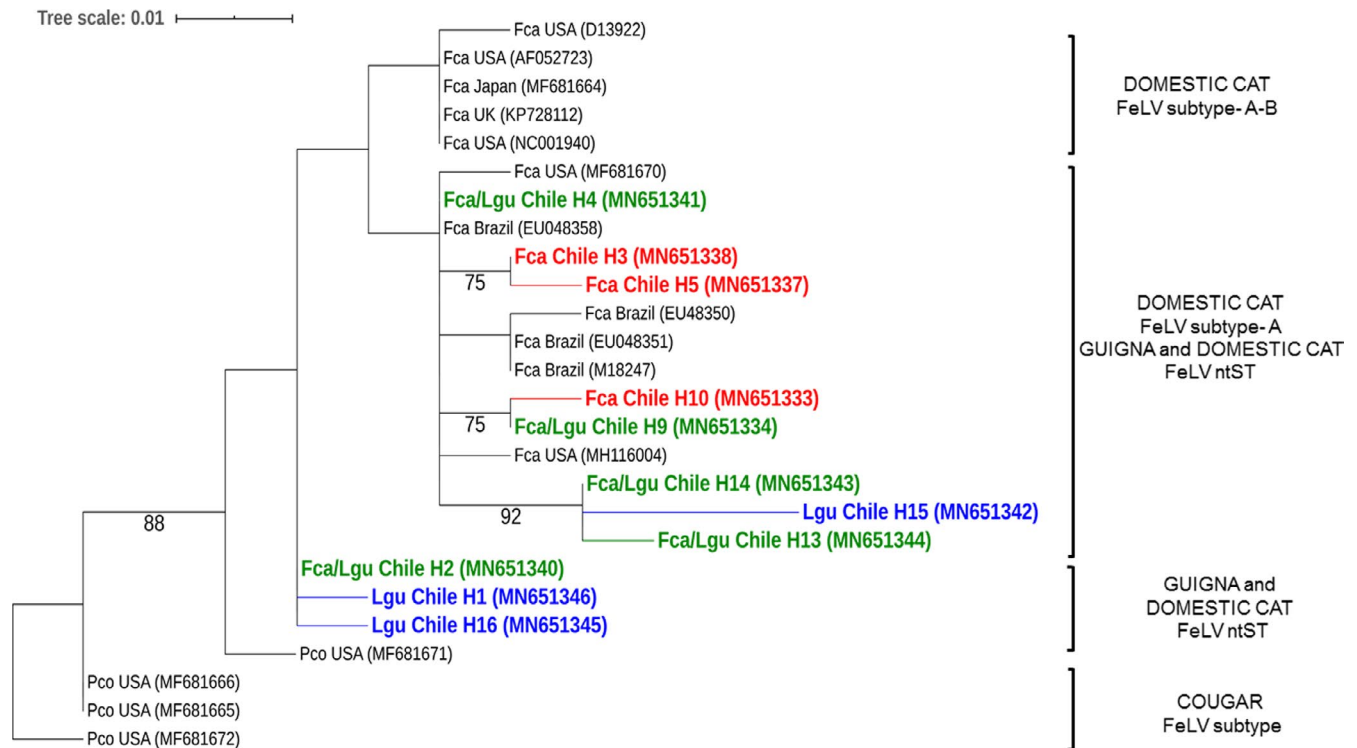 Tree scale: 0.01
Fca USA (D13922)
Fca USA (AF052723)
Fca Japan (MF681664)
Fca UK (KP728112)
Fca USA (NC001940)
DOMESTIC CAT
FeLV subtype- A-B
Fca USA (MF681670)
Fca/Lgu Chile H4 (MN651341)
Fca Brazil (EU048358)
Fca Chile H3 (MN651338)
75
Fca Chile H5 (MN651337)
Fca Brazil (EU48350)
Fca Brazil (EU048351)
Fca Brazil (M18247)
Fca Chile H10 (MN651333)
75
Fca/Lgu Chile H9 (MN651334)
Fca USA (MH116004)
Fca/Lgu Chile H14 (MN651343)
92
Lgu Chile H15 (MN651342)
Fca/Lgu Chile H13 (MN651344)
DOMESTIC CAT
FeLV subtype- A
GUIGNA and DOMESTIC CAT
FeLV ntST
88
Fca/Lgu Chile H2 (MN651340)
Lgu Chile H1 (MN651346)
Lgu Chile H16 (MN651345)
GUIGNA and
DOMESTIC CAT
FeLV ntST
Pco USA (MF681671)
Pco USA (MF681666)
Pco USA (MF681665)
Pco USA (MF681672)
COUGAR
FeLV subtype